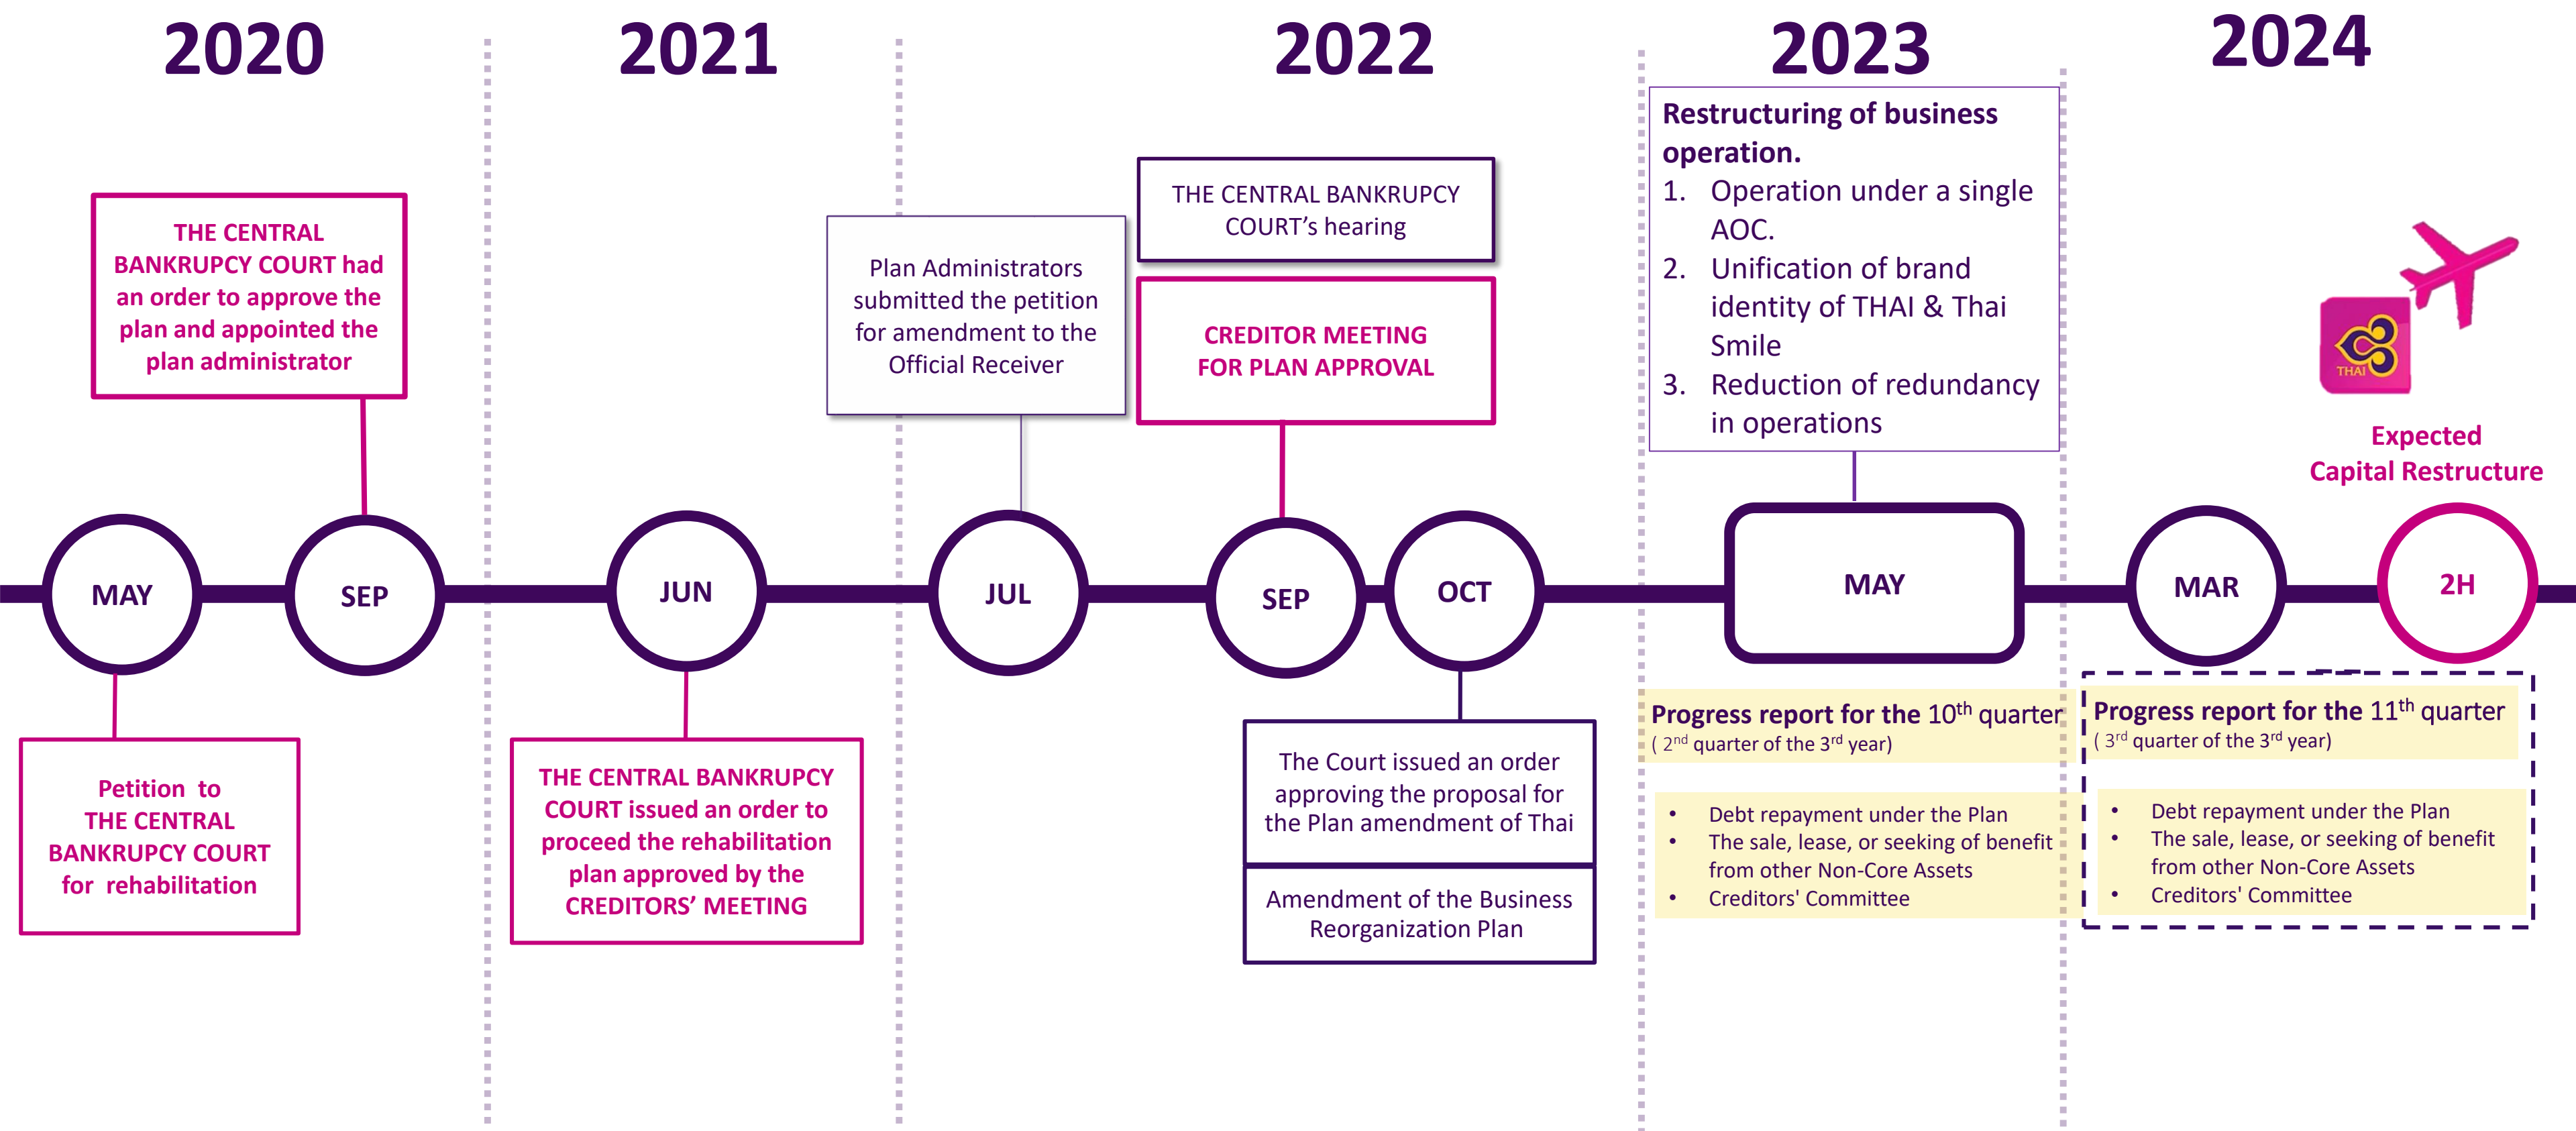 2020
2021
2022
2023
2024
THE CENTRAL
BANKRUPCY COURT had
an order to approve the
plan and appointed the
plan administrator
Plan Administrators
submitted the petition
for amendment to the
Official Receiver
THE CENTRAL BANKRUPCY
COURT’s hearing
CREDITOR MEETING
FOR PLAN APPROVAL
Restructuring of business
operation.
1. Operation under a single
AOC.
2. Unification of brand
identity of THAI & Thai
Smile
3. Reduction of redundancy
in operations
THAI
Expected
Capital Restructure
MAY
SEP
JUN
JUL
SEP
OCT
MAY
MAR
2H
Petition to
THE CENTRAL
BANKRUPCY COURT
for rehabilitation
THE CENTRAL BANKRUPCY
COURT issued an order to
proceed the rehabilitation
plan approved by the
CREDITORS’ MEETING
The Court issued an order
approving the proposal for
the Plan amendment of Thai
Amendment of the Business
Reorganization Plan
Progress report for the 10th quarter
( 2nd quarter of the 3rd year)
• Debt repayment under the Plan
• The sale, lease, or seeking of benefit
from other Non-Core Assets
• Creditors' Committee
Progress report for the 11th quarter
( 3rd quarter of the 3rd year)
• Debt repayment under the Plan
• The sale, lease, or seeking of benefit
from other Non-Core Assets
• Creditors' Committee